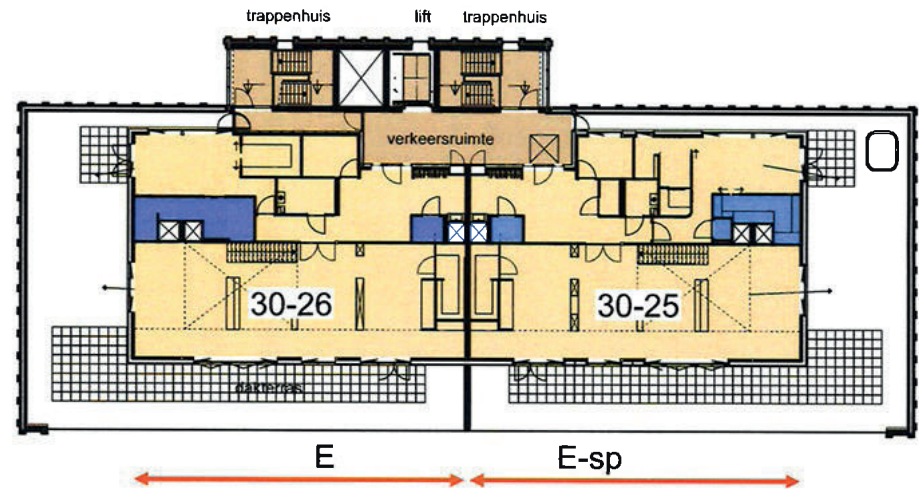 trappenhuis lift trappenhuis
verkeersruimte
30-26 30-25
dakterras
E E-sp